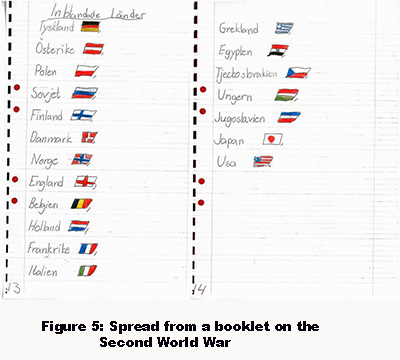 Inblandade Länder
Tyskland
Österike
Polen
Sovjet
Finland
Danmark
Norge
England
Belgien
Holland
Frankrike
Italien
13
Grekland
Egypten
Tjeckoslovakien
Ungern
Jugoslavien
Japan
Usa
14
Figure 5: Spread from a booklet on the
Second World War